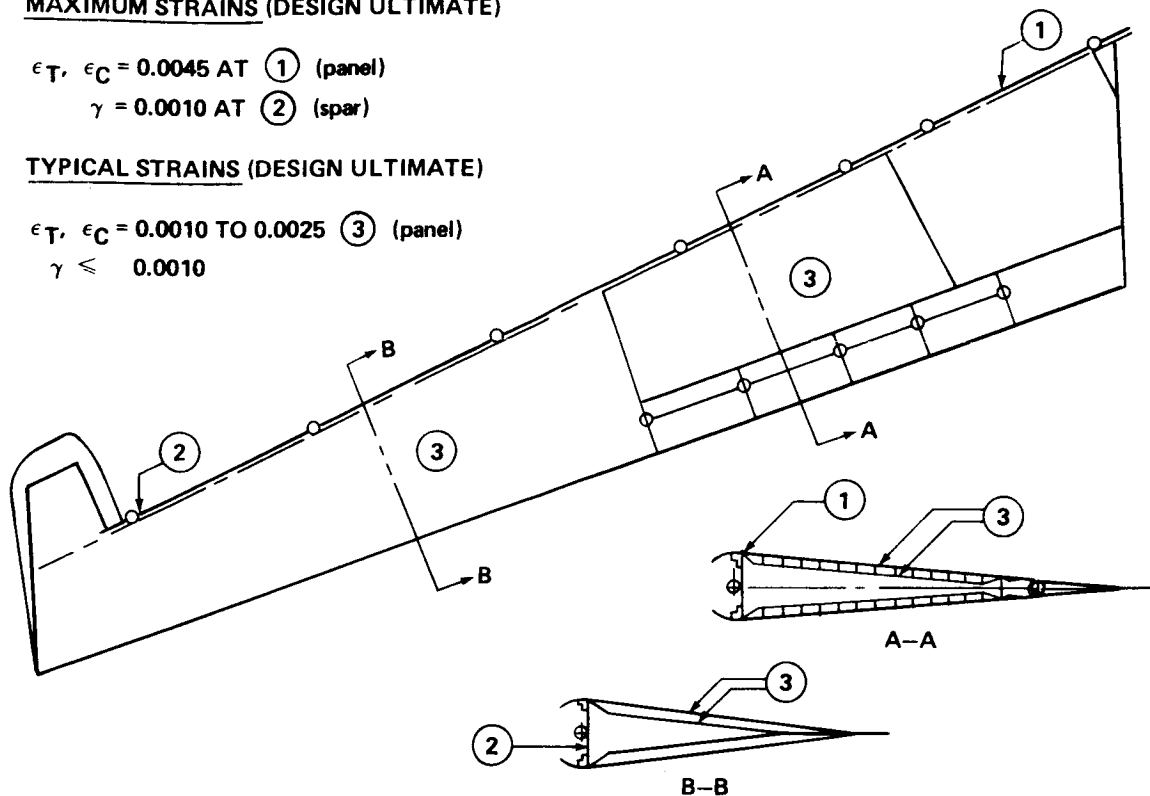 MAXIMUM STRAINS (DESIGN ULTIMATE)
ϵT, ϵC = 0.0045 AT 1 (panel)
γ = 0.0010 AT 2 (spar)
TYPICAL STRAINS (DESIGN ULTIMATE)
ϵT, ϵC = 0.0010 TO 0.0025 3 (panel)
γ ≤ 0.0010
1
A
3
B
A
3
2
B
1
3
A–A
3
2
B–B